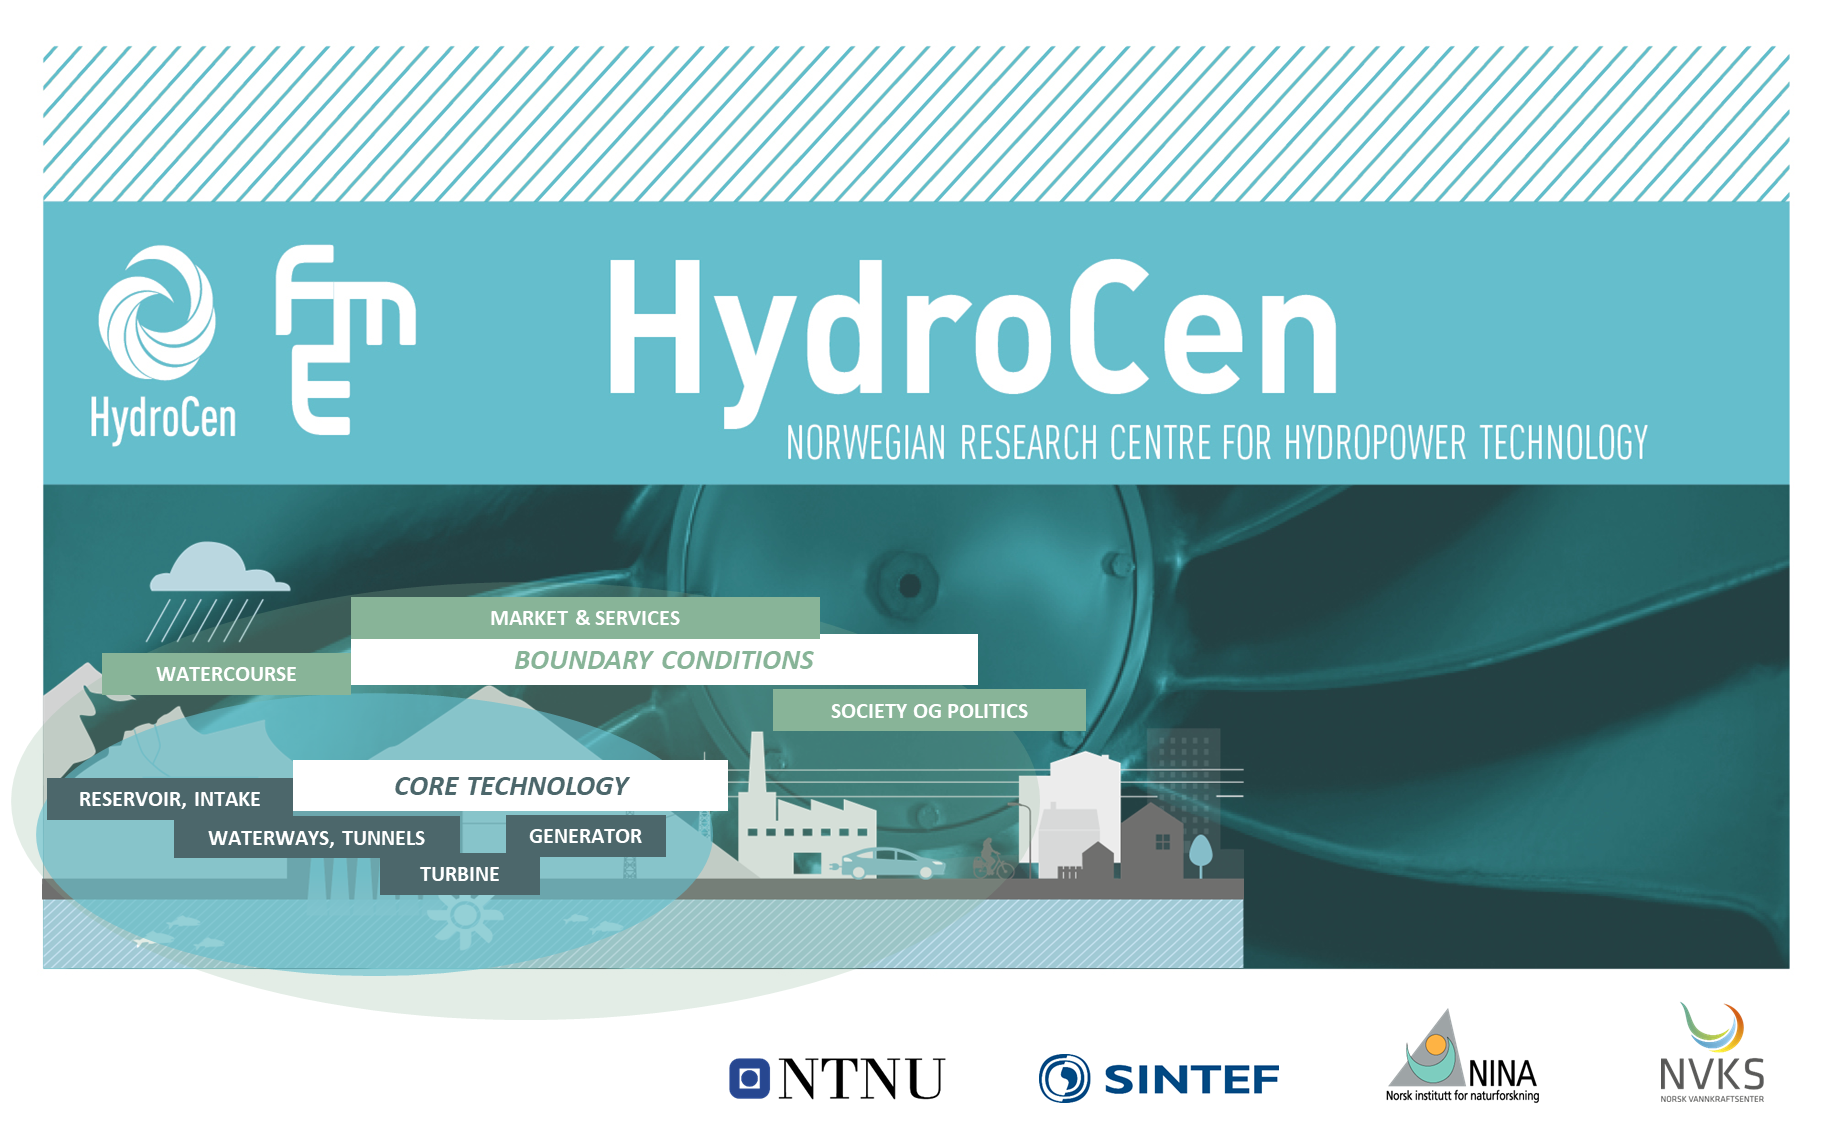 HydroCen
FME
HydroCen
NORWEGIAN RESEARCH CENTRE FOR HYDROPOWER TECHNOLOGY
MARKET & SERVICES
BOUNDARY CONDITIONS
WATERCOURSE
SOCIETY OG POLITICS
CORE TECHNOLOGY
RESERVOIR, INTAKE
WATERWAYS, TUNNELS
GENERATOR
TURBINE
NTNU
SINTEF
NINA
Norsk institutt for naturforskning
NVKS
NORSK VANNKRAFTSENTER